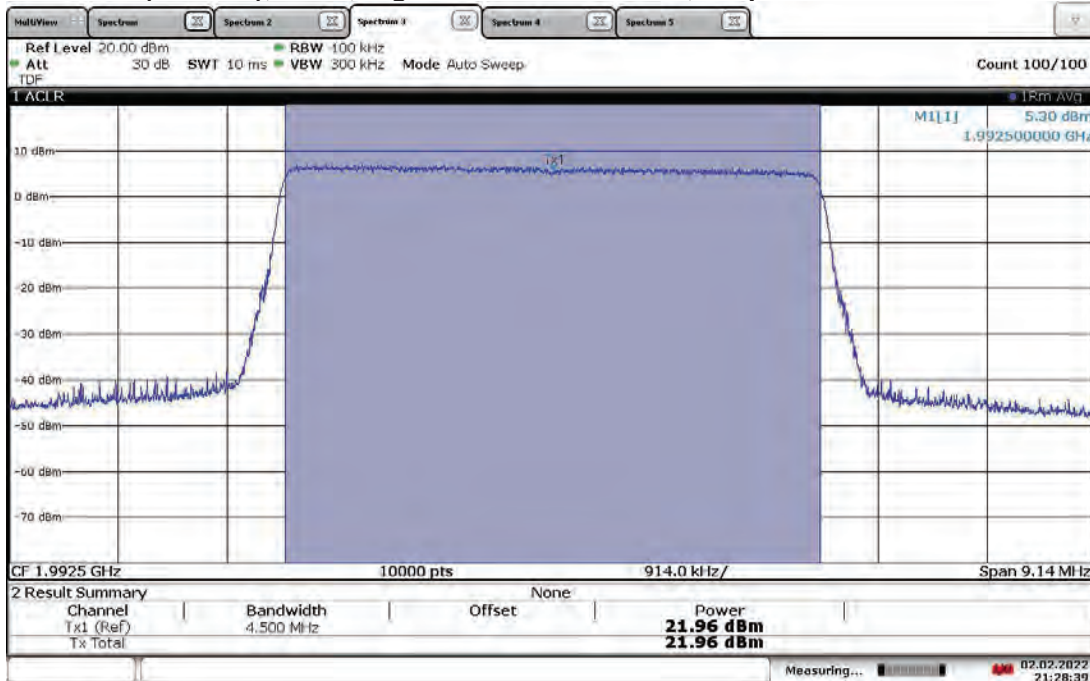 MultiView Spectrum Spectrum 2 Spectrum 3 Spectrum 4 Spectrum 5
Ref Level 20.00 dBm RBW 100 kHz
Att 30 dB SWT 10 ms VBW 300 kHz Mode Auto Sweep Count 100/100
TDF
1 ACLR 1Rm Avg
M1[1] 5.30 dBm
1.992500000 GHz
10 dBm
Tx1
0 dBm
-10 dBm
-20 dBm
-30 dBm
-40 dBm
-50 dBm
-60 dBm
-70 dBm
CF 1.9925 GHz 10000 pts 914.0 kHz/ Span 9.14 MHz
2 Result Summary None
Channel Bandwidth Offset Power
Tx1 (Ref) 4.500 MHz 21.96 dBm
Tx Total 21.96 dBm
Measuring... 02.02.2022
21:28:39